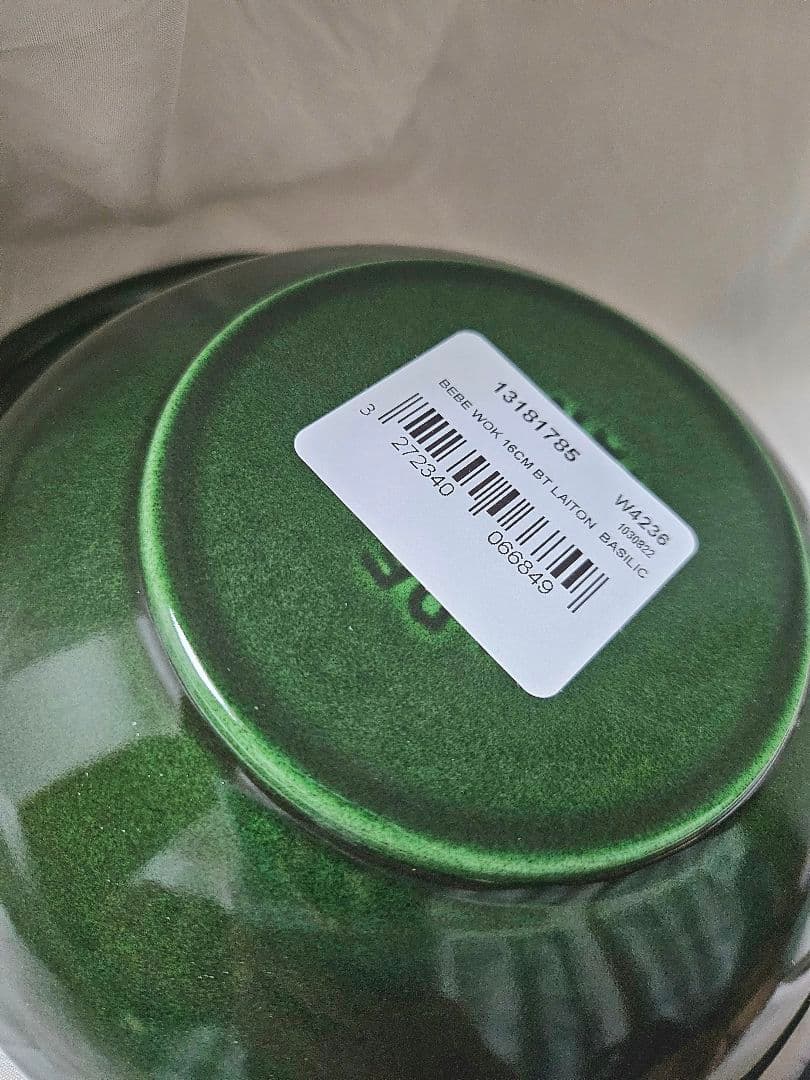 13181785
W4236
1030822
BEBE WOK 16CM BT LAITON BASILIC
3 272340 066849